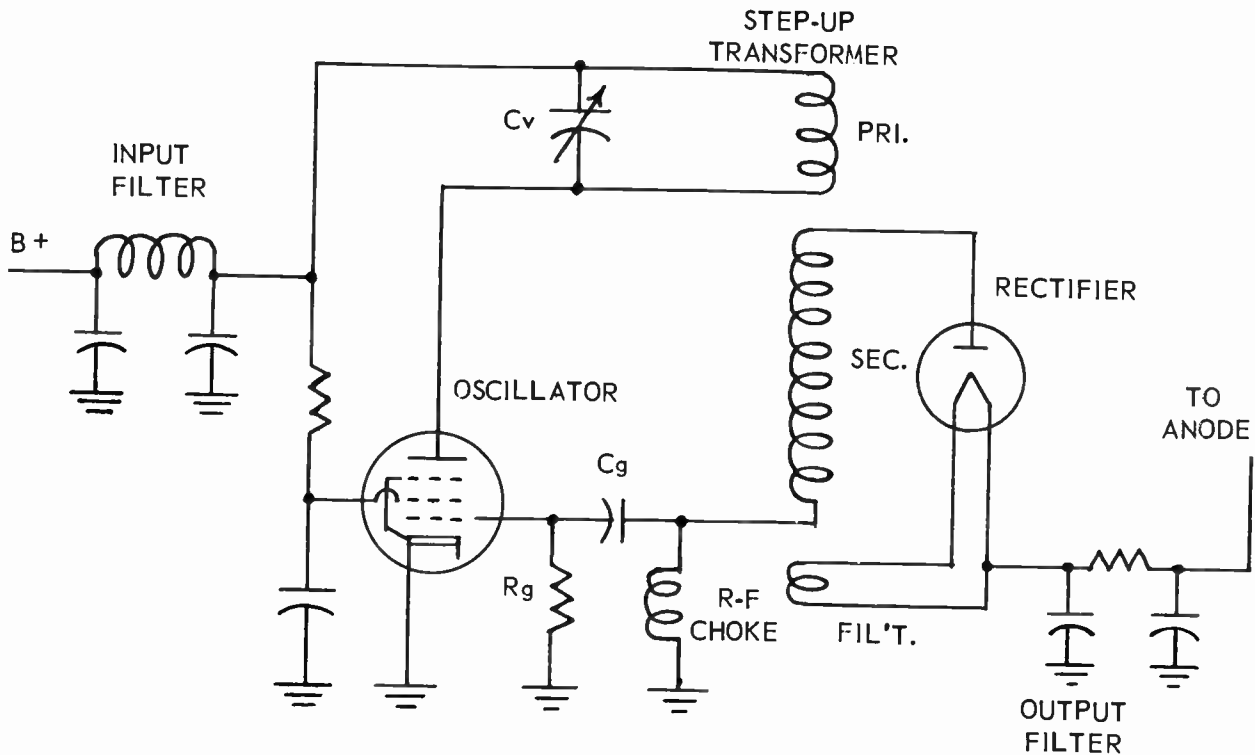 STEP-UP
TRANSFORMER
Cv
PRI.
INPUT
FILTER
B+
RECTIFIER
SEC.
OSCILLATOR
TO
ANODE
Cg
Rg
R-F
CHOKE
FIL'T.
OUTPUT
FILTER